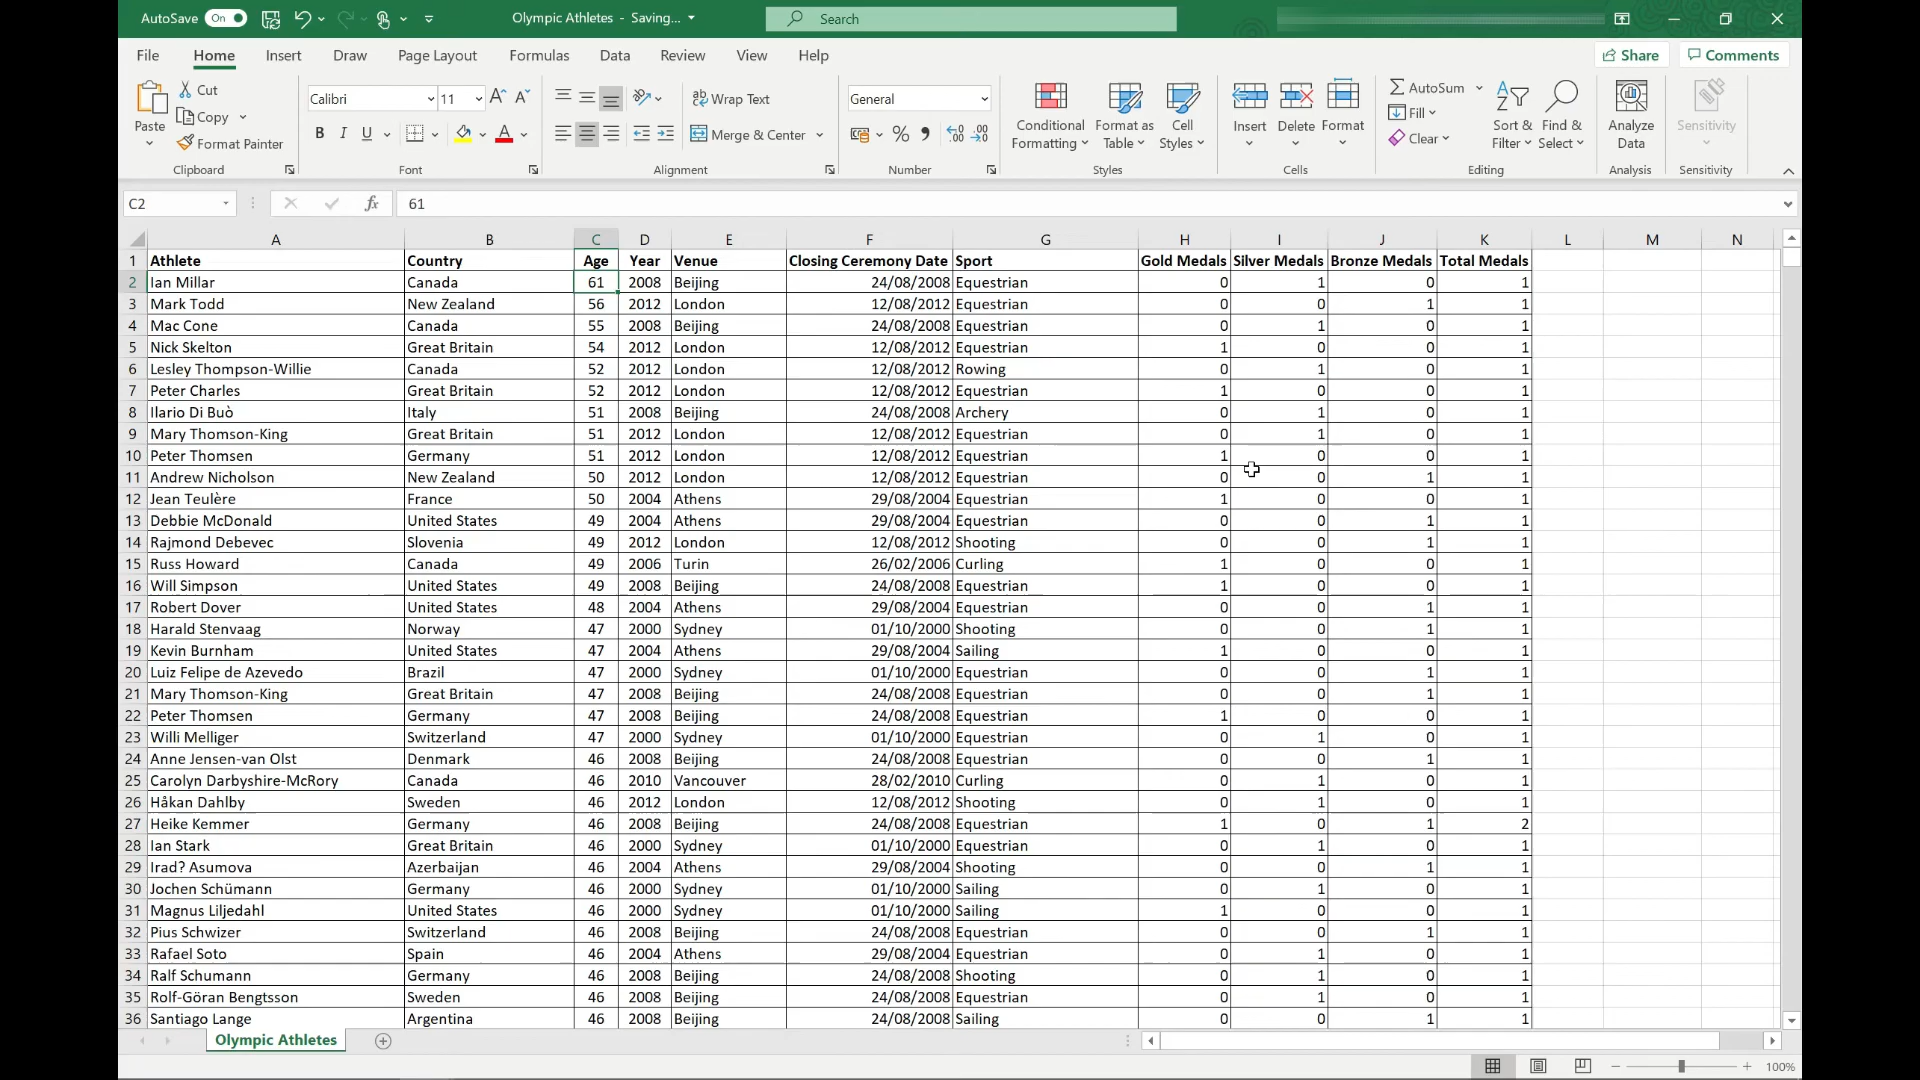 AutoSave On Olympic Athletes - Saving... Search
File Home Insert Draw Page Layout Formulas Data Review View Help Share Comments
Paste Cut Copy Format Painter Clipboard
Calibri 11 B I U Font
Wrap Text Merge & Center Alignment
General % Number
Conditional Formatting Format as Table Cell Styles Styles
Insert Delete Format Cells
AutoSum Fill Clear Sort & Filter Find & Select Editing
Analyze Data Analysis
Sensitivity Sensitivity
C2 fx 61
A B C D E F G H I J K L M N
1 Athlete Country Age Year Venue Closing Ceremony Date Sport Gold Medals Silver Medals Bronze Medals Total Medals
2 Ian Millar Canada 61 2008 Beijing 24/08/2008 Equestrian 0 1 0 1
3 Mark Todd New Zealand 56 2012 London 12/08/2012 Equestrian 0 0 1 1
4 Mac Cone Canada 55 2008 Beijing 24/08/2008 Equestrian 0 1 0 1
5 Nick Skelton Great Britain 54 2012 London 12/08/2012 Equestrian 1 0 0 1
6 Lesley Thompson-Willie Canada 52 2012 London 12/08/2012 Rowing 0 1 0 1
7 Peter Charles Great Britain 52 2012 London 12/08/2012 Equestrian 1 0 0 1
8 Ilario Di Buò Italy 51 2008 Beijing 24/08/2008 Archery 0 1 0 1
9 Mary Thomson-King Great Britain 51 2012 London 12/08/2012 Equestrian 0 1 0 1
10 Peter Thomsen Germany 51 2012 London 12/08/2012 Equestrian 1 0 0 1
11 Andrew Nicholson New Zealand 50 2012 London 12/08/2012 Equestrian 0 0 1 1
12 Jean Teulère France 50 2004 Athens 29/08/2004 Equestrian 1 0 0 1
13 Debbie McDonald United States 49 2004 Athens 29/08/2004 Equestrian 0 0 1 1
14 Rajmond Debevec Slovenia 49 2012 London 12/08/2012 Shooting 0 0 1 1
15 Russ Howard Canada 49 2006 Turin 26/02/2006 Curling 1 0 0 1
16 Will Simpson United States 49 2008 Beijing 24/08/2008 Equestrian 1 0 0 1
17 Robert Dover United States 48 2004 Athens 29/08/2004 Equestrian 0 0 1 1
18 Harald Stenvaag Norway 47 2000 Sydney 01/10/2000 Shooting 0 0 1 1
19 Kevin Burnham United States 47 2004 Athens 29/08/2004 Sailing 1 0 0 1
20 Luiz Felipe de Azevedo Brazil 47 2000 Sydney 01/10/2000 Equestrian 0 0 1 1
21 Mary Thomson-King Great Britain 47 2008 Beijing 24/08/2008 Equestrian 0 0 1 1
22 Peter Thomsen Germany 47 2008 Beijing 24/08/2008 Equestrian 1 0 0 1
23 Willi Melliger Switzerland 47 2000 Sydney 01/10/2000 Equestrian 0 1 0 1
24 Anne Jensen-van Olst Denmark 46 2008 Beijing 24/08/2008 Equestrian 0 0 1 1
25 Carolyn Darbyshire-McRory Canada 46 2010 Vancouver 28/02/2010 Curling 0 1 0 1
26 Håkan Dahlby Sweden 46 2012 London 12/08/2012 Shooting 0 1 0 1
27 Heike Kemmer Germany 46 2008 Beijing 24/08/2008 Equestrian 1 0 1 2
28 Ian Stark Great Britain 46 2000 Sydney 01/10/2000 Equestrian 0 1 0 1
29 Irad? Asumova Azerbaijan 46 2004 Athens 29/08/2004 Shooting 0 0 1 1
30 Jochen Schümann Germany 46 2000 Sydney 01/10/2000 Sailing 0 1 0 1
31 Magnus Liljedahl United States 46 2000 Sydney 01/10/2000 Sailing 1 0 0 1
32 Pius Schwizer Switzerland 46 2008 Beijing 24/08/2008 Equestrian 0 0 1 1
33 Rafael Soto Spain 46 2004 Athens 29/08/2004 Equestrian 0 1 0 1
34 Ralf Schumann Germany 46 2008 Beijing 24/08/2008 Shooting 0 1 0 1
35 Rolf-Göran Bengtsson Sweden 46 2008 Beijing 24/08/2008 Equestrian 0 1 0 1
36 Santiago Lange Argentina 46 2008 Beijing 24/08/2008 Sailing 0 0 1 1
Olympic Athletes
100%